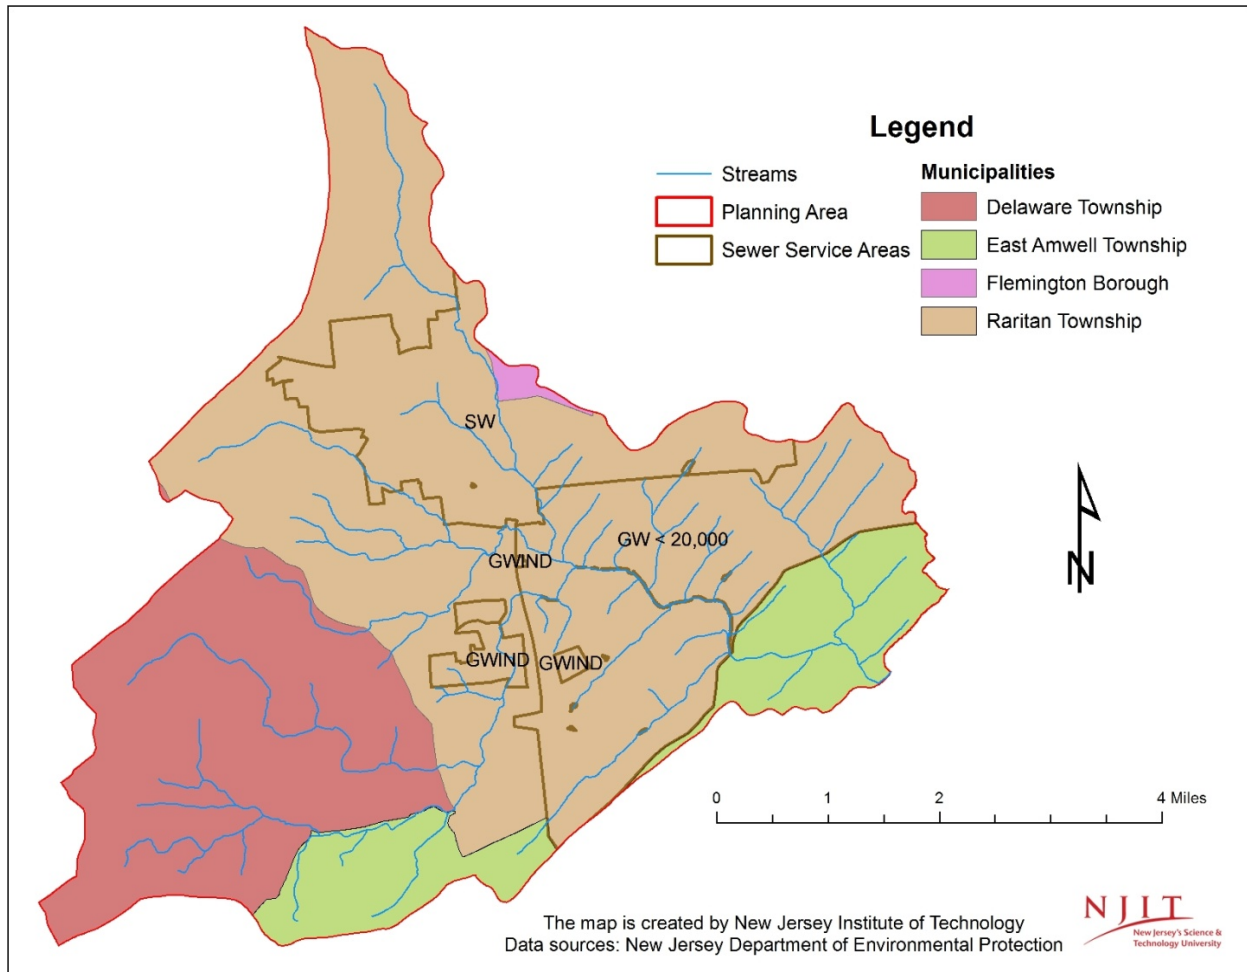 Legend
Streams
Planning Area
Sewer Service Areas
Municipalities
Delaware Township
East Amwell Township
Flemington Borough
Raritan Township
SW
GW < 20,000
GWIND
GWIND
GWIND
N
0 1 2 4 Miles
The map is created by New Jersey Institute of Technology
Data sources: New Jersey Department of Environmental Protection
NJIT
New Jersey's Science &
Technology University